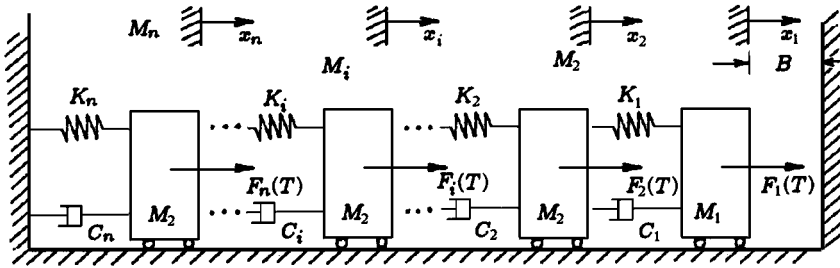 M_n x_n x_i x_2 x_1
M_i M_2 B
K_n K_i K_2 K_1
F_n(T) F_i(T) F_2(T) F_1(T)
M_2 M_2 M_2 M_1
C_n C_i C_2 C_1